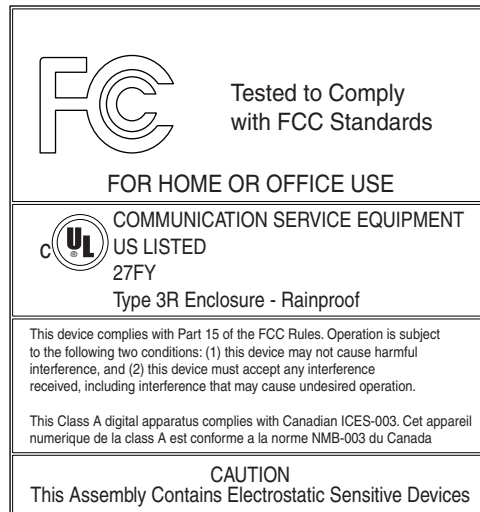 FCC
Tested to Comply
with FCC Standards
FOR HOME OR OFFICE USE
COMMUNICATION SERVICE EQUIPMENT
C UL ® US LISTED
27FY
Type 3R Enclosure - Rainproof
This device complies with Part 15 of the FCC Rules. Operation is subject
to the following two conditions: (1) this device may not cause harmful
interference, and (2) this device must accept any interference
received, including interference that may cause undesired operation.
This Class A digital apparatus complies with Canadian ICES-003. Cet appareil
numerique de la class A est conforme a la norme NMB-003 du Canada
CAUTION
This Assembly Contains Electrostatic Sensitive Devices